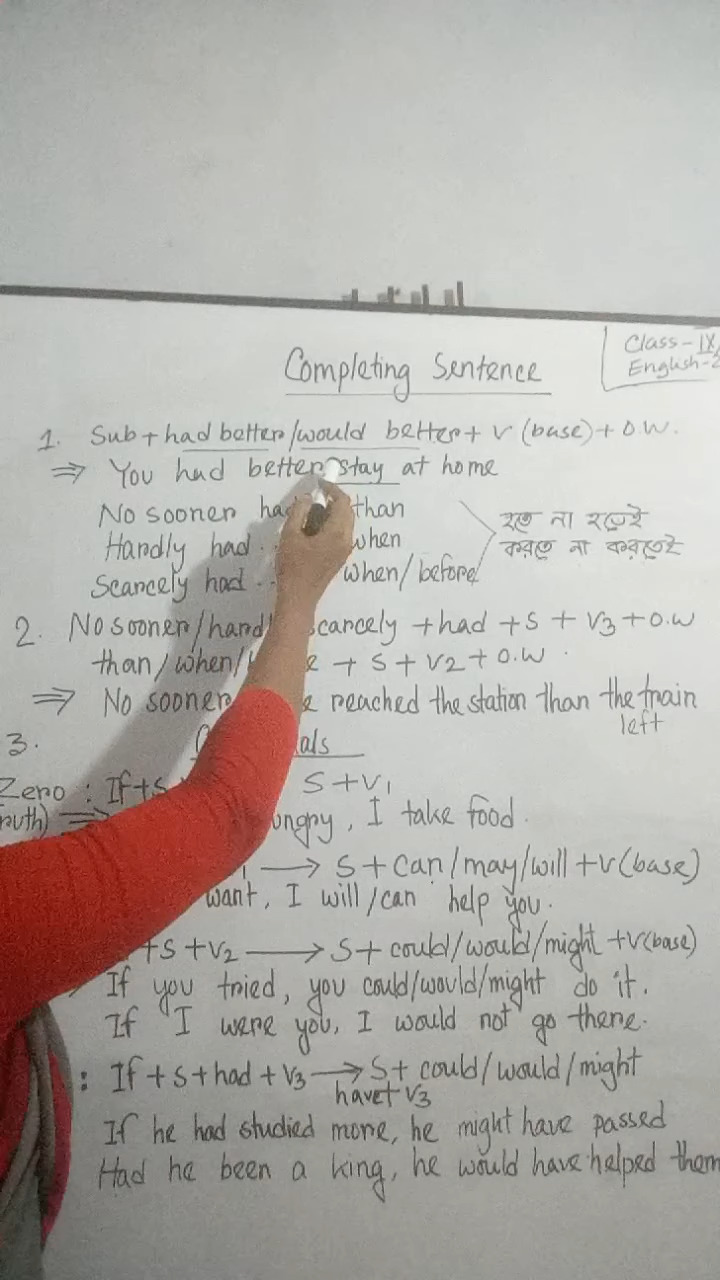 Class-IX
English-2
Completing Sentence
1. Sub + had better/would better + v (base) + O.W.
⇒ You had better stay at home
No sooner had than
Hardly had .. when
Scarcely had .. when/before
হতে না হতেই
করতে না করতেই
2. No sooner/hardl scarcely + had + S + V3 + O.W
than/when/ + S + V2 + O.W.
⇒ No sooner reached the station than the train
left
3.
Zero : If+S S+V1
ruth) ⇒ ungry, I take food.
→ S + can/may/will + v(base)
want, I will/can help you.
+S + V2 → S + could/would/might + v(base)
If you tried, you could/would/might do it.
If I were you, I would not go there.
: If + S + had + V3 → S + could/would/might
have+ V3
If he had studied more, he might have passed
Had he been a king, he would have helped them